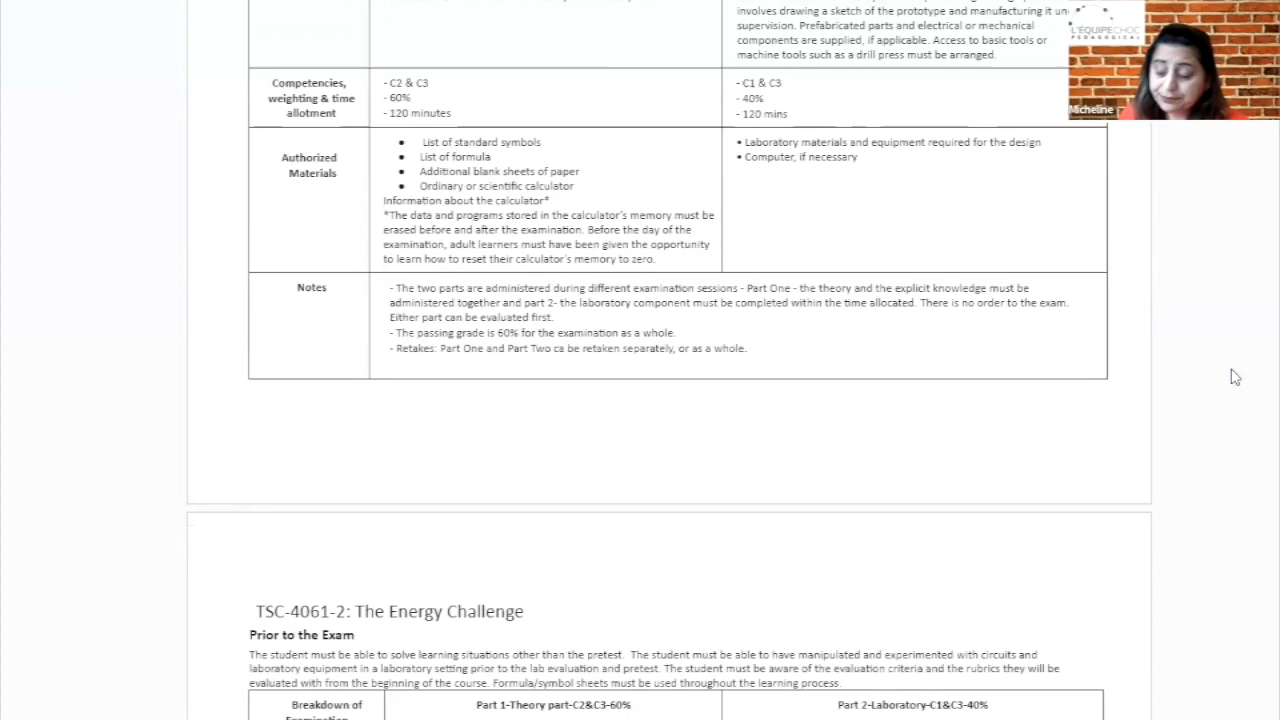 involves drawing a sketch of the prototype and manufacturing it un
supervision. Prefabricated parts and electrical or mechanical
components are supplied, if applicable. Access to basic tools or
machine tools such as a drill press must be arranged.
Competencies,
weighting & time
allotment
- C2 & C3
- 60%
- 120 minutes
- C1 & C3
- 40%
- 120 mins
Authorized
Materials
● List of standard symbols
● List of formula
● Additional blank sheets of paper
● Ordinary or scientific calculator
Information about the calculator*
*The data and programs stored in the calculator's memory must be
erased before and after the examination. Before the day of the
examination, adult learners must have been given the opportunity
to learn how to reset their calculator's memory to zero.
• Laboratory materials and equipment required for the design
• Computer, if necessary
Notes
- The two parts are administered during different examination sessions - Part One - the theory and the explicit knowledge must be
administered together and part 2- the laboratory component must be completed within the time allocated. There is no order to the exam.
Either part can be evaluated first.
- The passing grade is 60% for the examination as a whole.
- Retakes: Part One and Part Two ca be retaken separately, or as a whole.
TSC-4061-2: The Energy Challenge
Prior to the Exam
The student must be able to solve learning situations other than the pretest. The student must be able to have manipulated and experimented with circuits and
laboratory equipment in a laboratory setting prior to the lab evaluation and pretest. The student must be aware of the evaluation criteria and the rubrics they will be
evaluated with from the beginning of the course. Formula/symbol sheets must be used throughout the learning process.
Breakdown of
Examination
Part 1-Theory part-C2&C3-60%
Part 2-Laboratory-C1&C3-40%
L'ÉQUIPECHOC
PEDAGOGICAL
Micheline